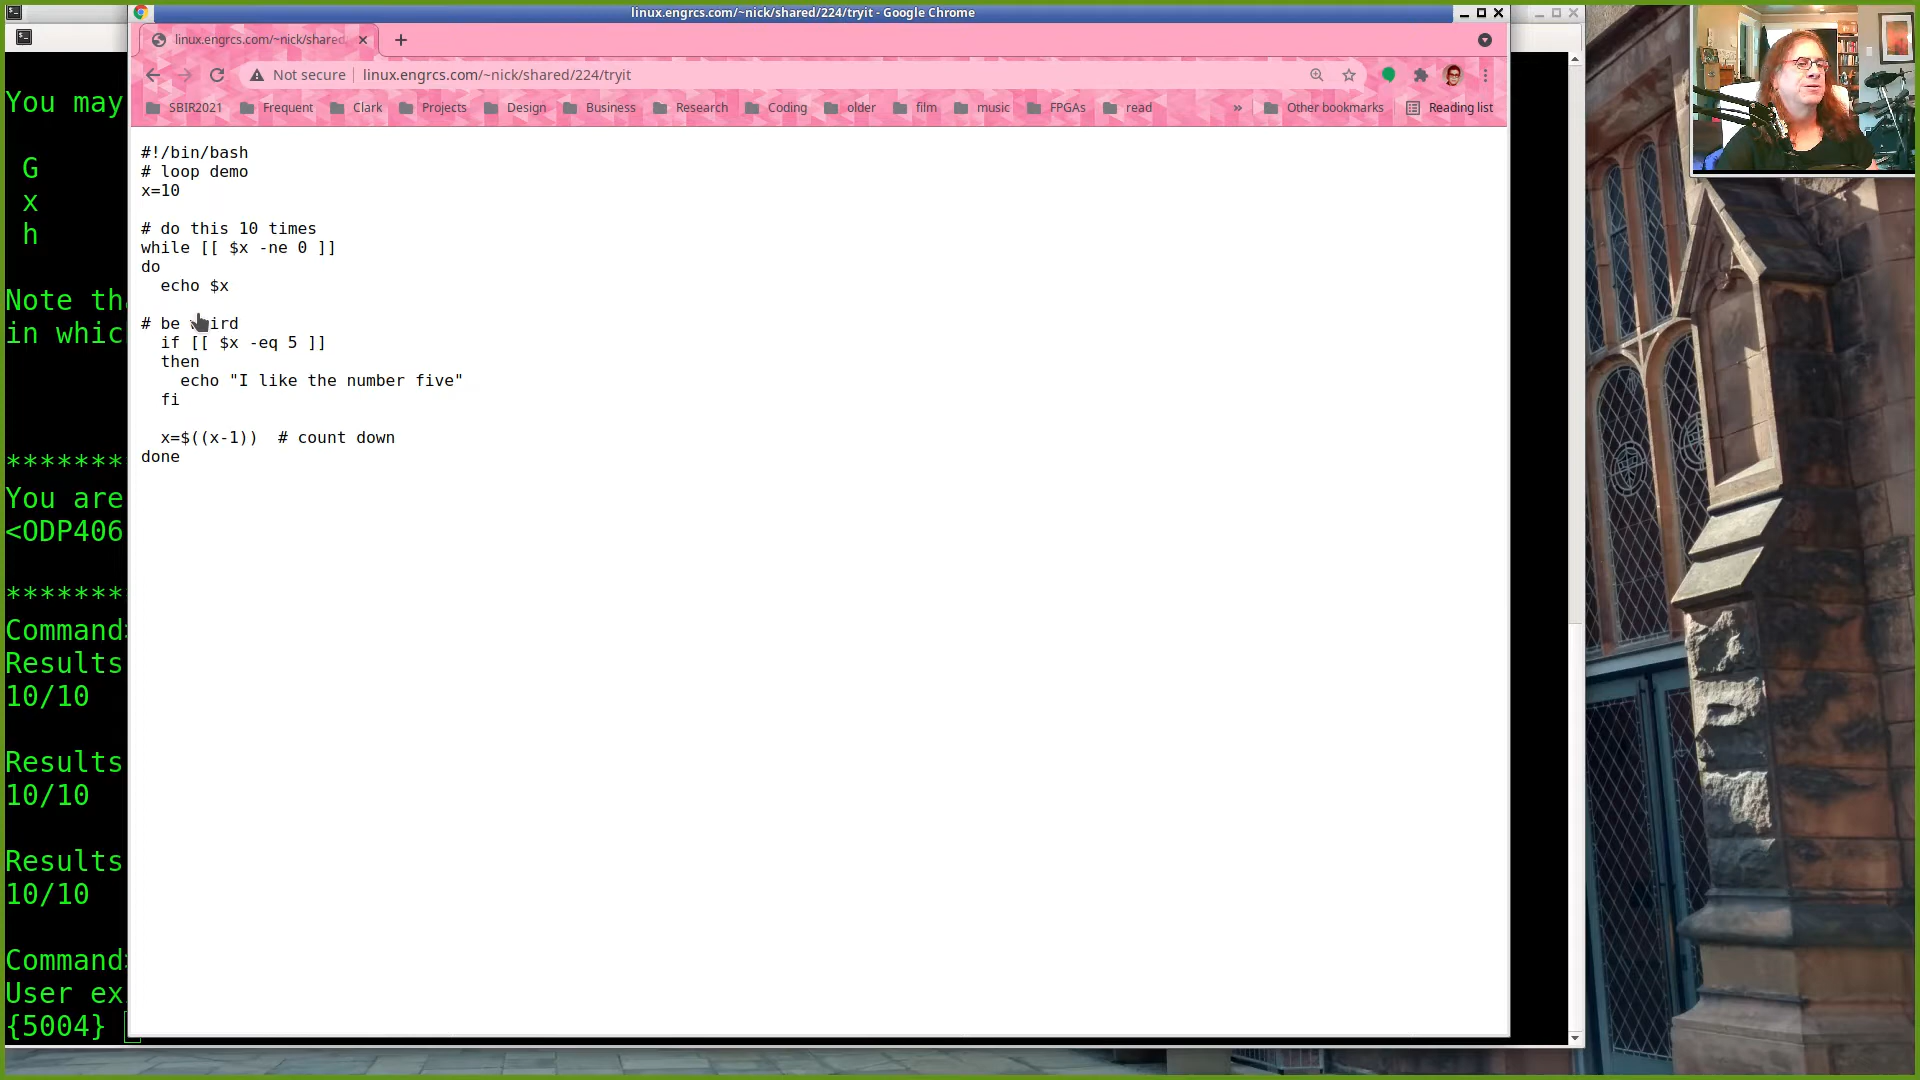 linux.engrcs.com/~nick/shared/224/tryit - Google Chrome
linux.engrcs.com/~nick/shared
Not secure
linux.engrcs.com/~nick/shared/224/tryit
SBIR2021 Frequent Clark Projects Design Business Research Coding older film music FPGAs read » Other bookmarks Reading list
#!/bin/bash
# loop demo
x=10
# do this 10 times
while [[ $x -ne 0 ]]
do
echo $x
# be
if [[ $x -eq 5 ]]
then
echo "I like the number five"
fi
x=$((x-1))  # count down
done
You may
G
x
h
Note
in
********
You are
<ODP406
********
Command
Results
10/10
Results
10/10
Results
10/10
Command
User
{5004}